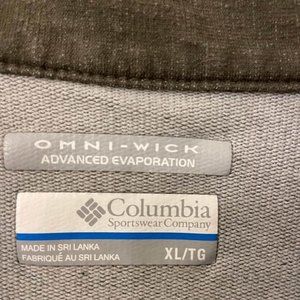 OMNI-WICK
ADVANCED EVAPORATION
Columbia
Sportswear Company
MADE IN SRI LANKA
FABRIQUÉ AU SRI LANKA
XL/TG